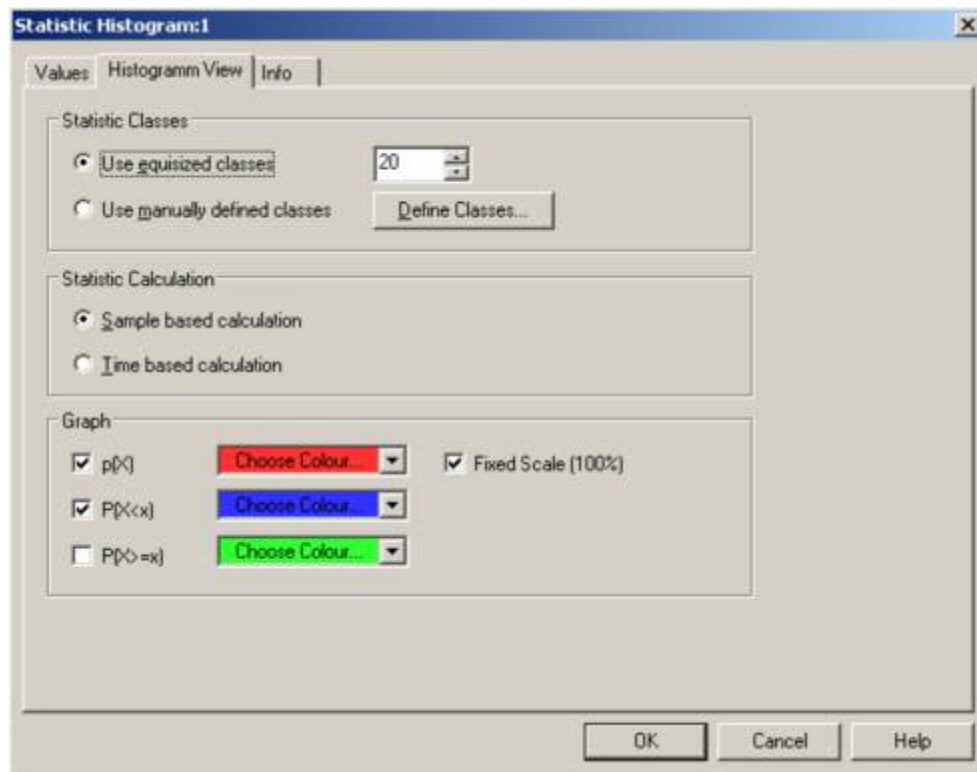 Statistic Histogram:1
Values Histogramm View Info
Statistic Classes
Use equisized classes 20
Use manually defined classes Define Classes...
Statistic Calculation
Sample based calculation
Time based calculation
Graph
p(X) Choose Colour... Fixed Scale (100%)
P(X<x) Choose Colour...
P(X>=x) Choose Colour...
OK Cancel Help